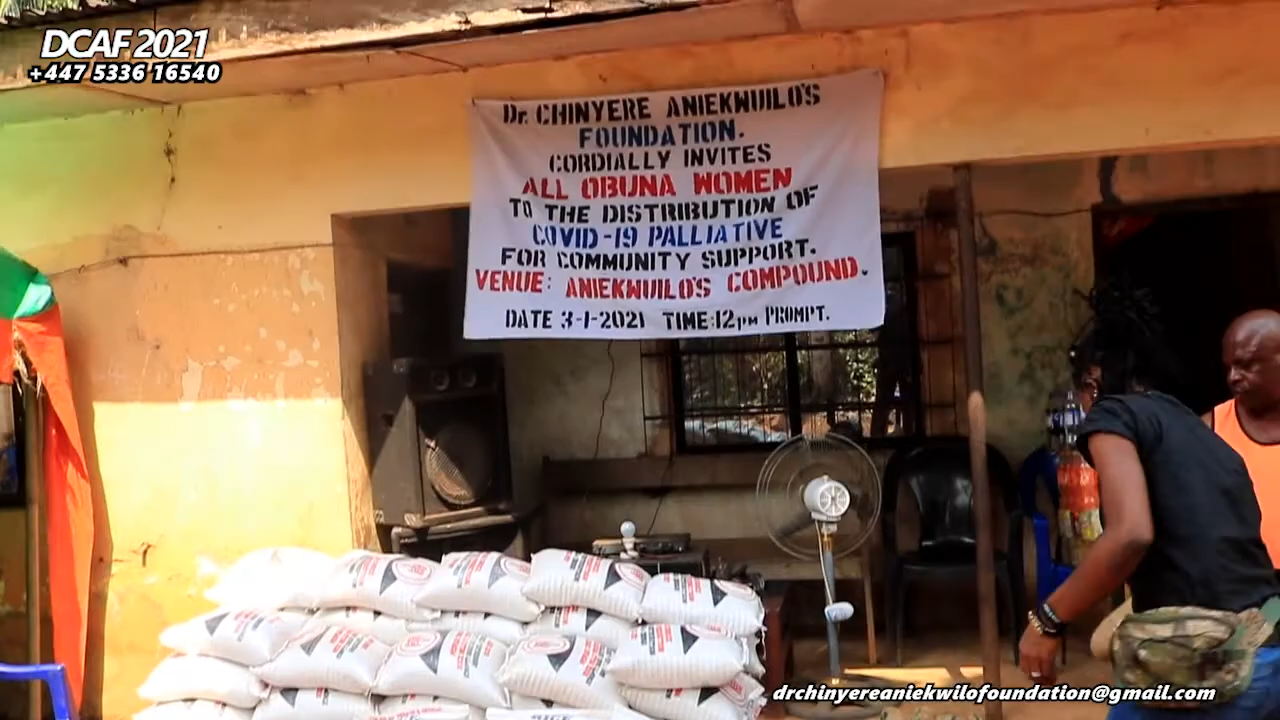 DCAF 2021
+447 5336 16540
Dr. CHINYERE ANIEKWUILO'S
FOUNDATION.
CORDIALLY INVITES
ALL OBUNA WOMEN
TO THE DISTRIBUTION OF
COVID-19 PALLIATIVE
FOR COMMUNITY SUPPORT.
VENUE: ANIEKWUILO'S COMPOUND.
DATE 3-1-2021 TIME:12pm PROMPT.
RICE
drchinyereaniekwilofoundation@gmail.com